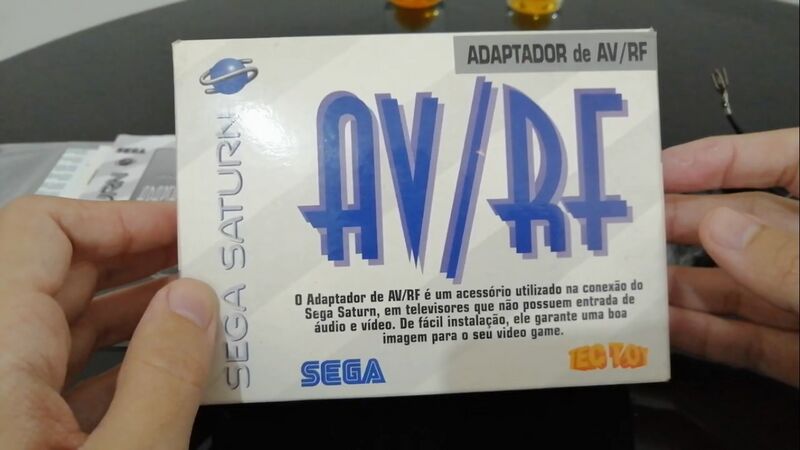 ADAPTADOR de AV/RF
SEGA SATURN
AV/RF
O Adaptador de AV/RF é um acessório utilizado na conexão do
Sega Saturn, em televisores que não possuem entrada de
áudio e vídeo. De fácil instalação, ele garante uma boa
imagem para o seu video game.
SEGA
TEC TOY
SEGA